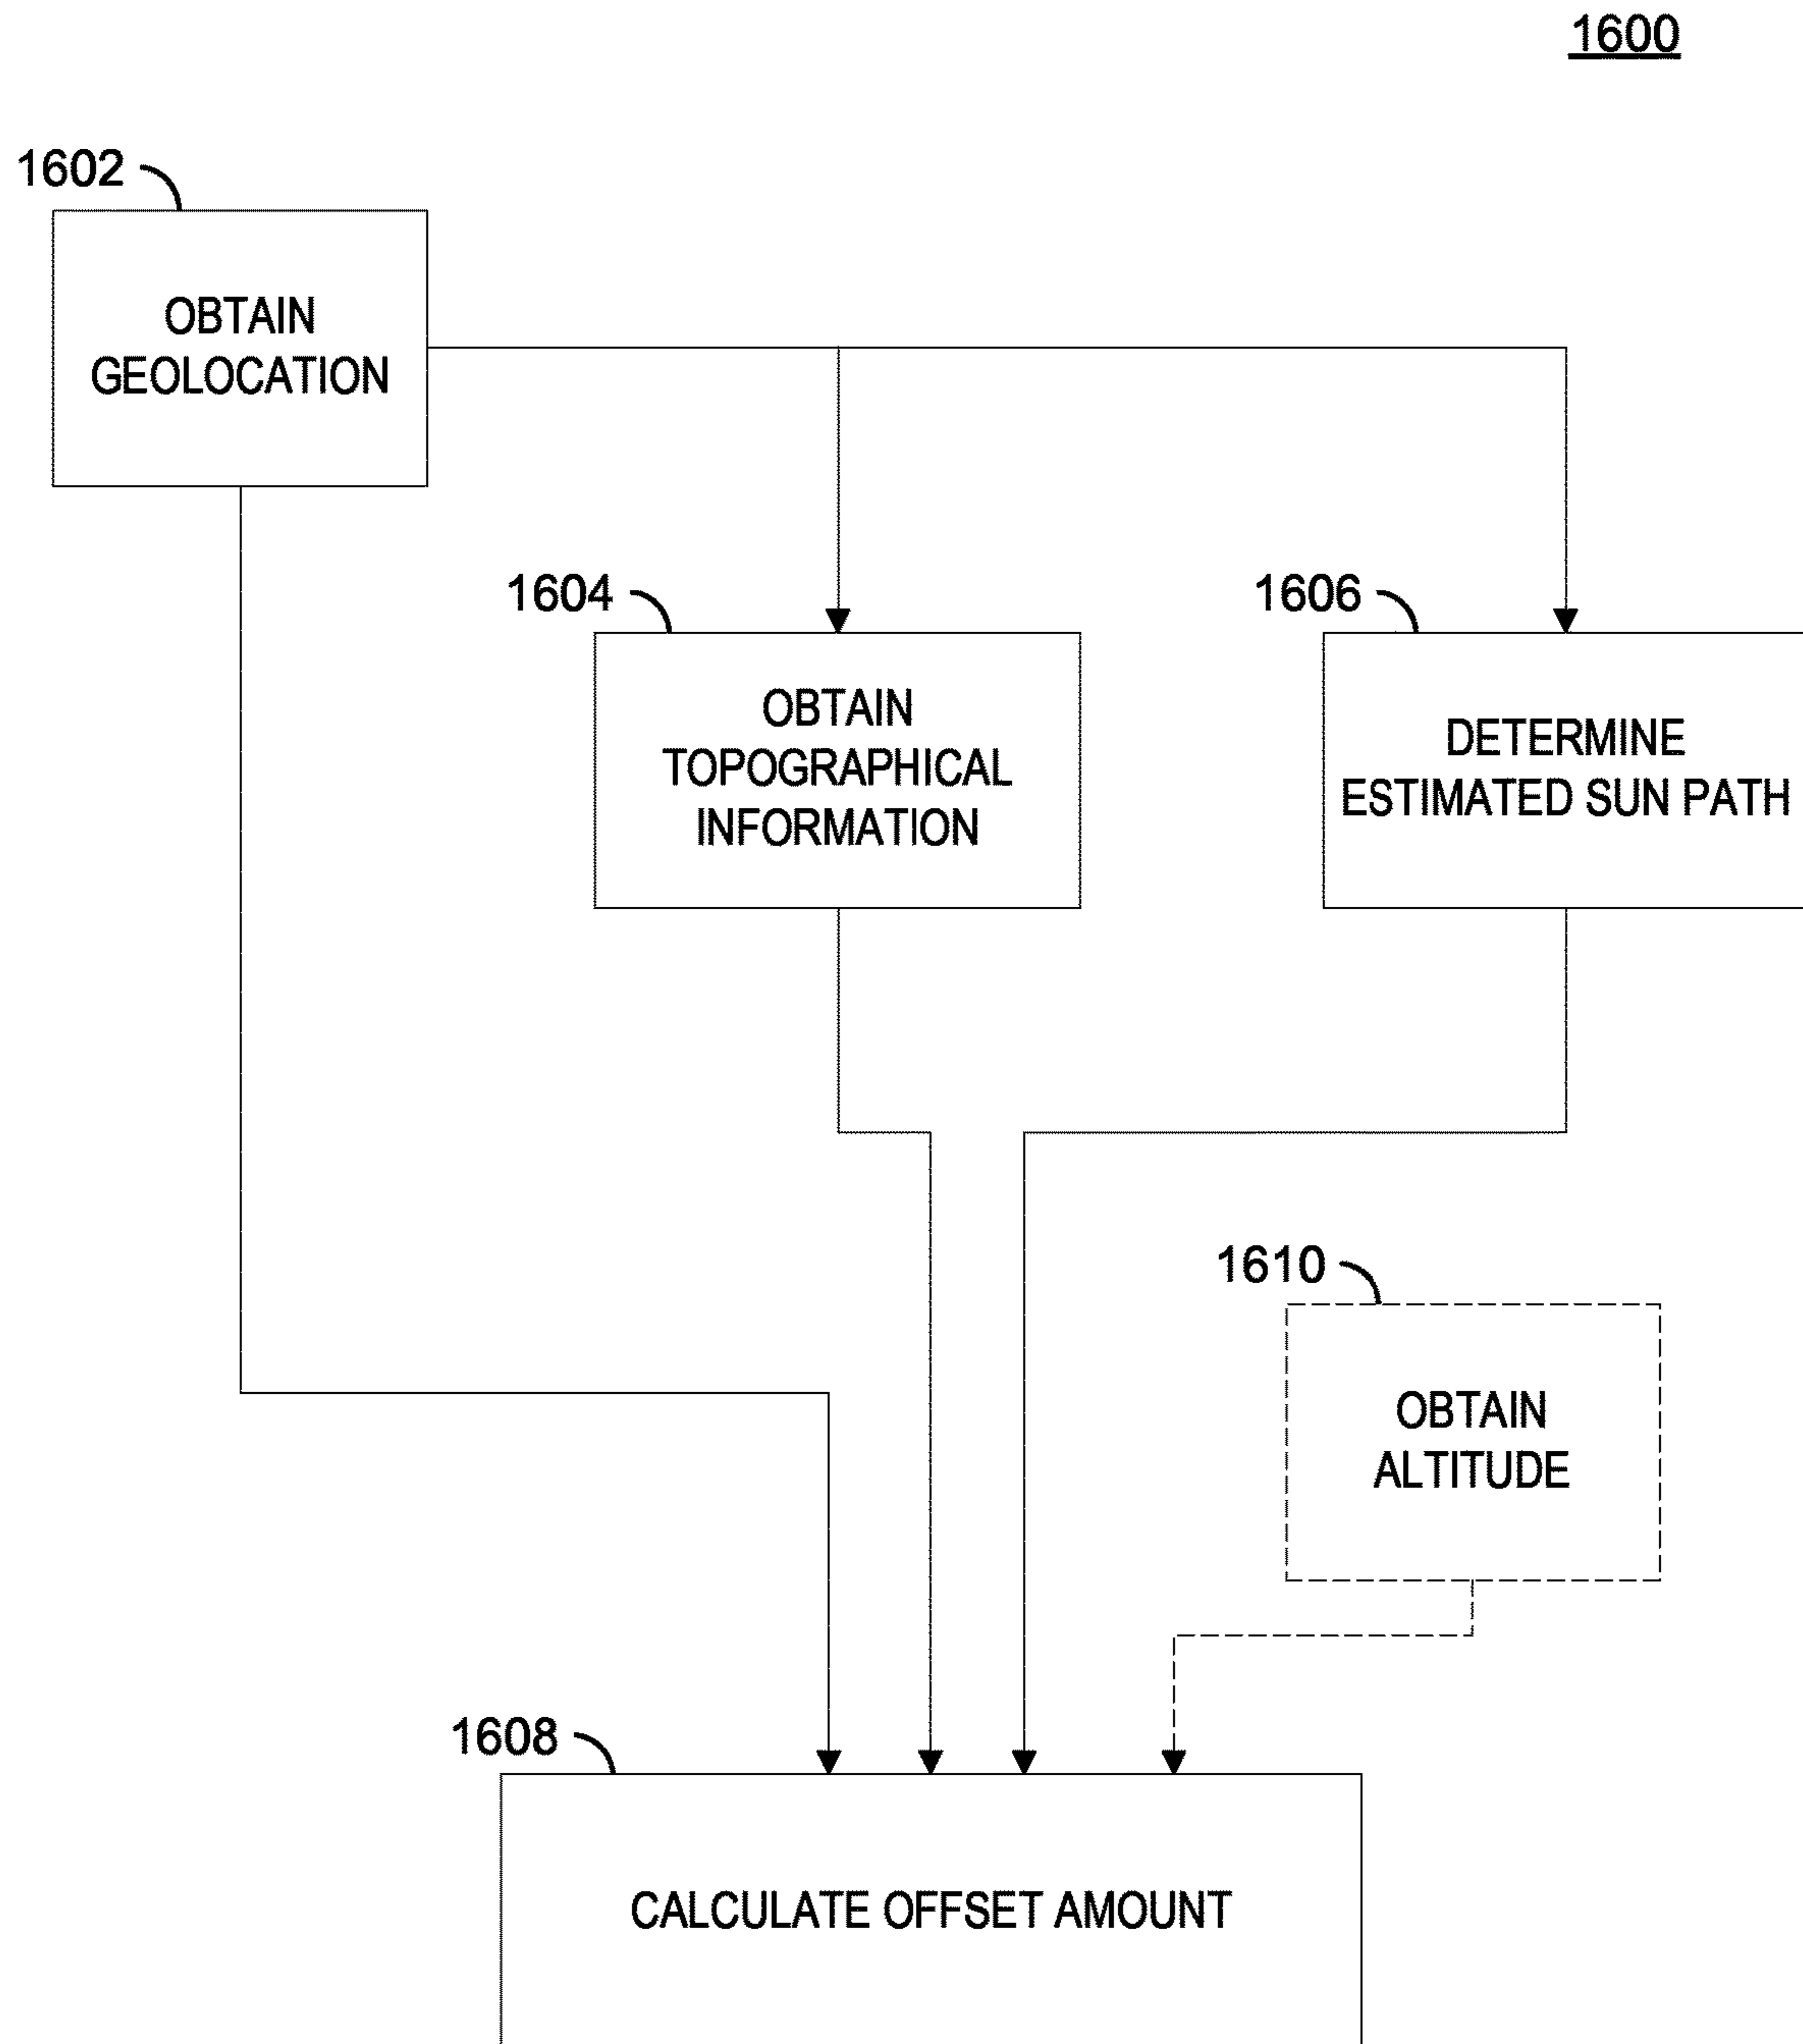 1600
1602
OBTAIN
GEOLOCATION
1604
OBTAIN
TOPOGRAPHICAL
INFORMATION
1606
DETERMINE
ESTIMATED SUN PATH
1610
OBTAIN
ALTITUDE
1608
CALCULATE OFFSET AMOUNT